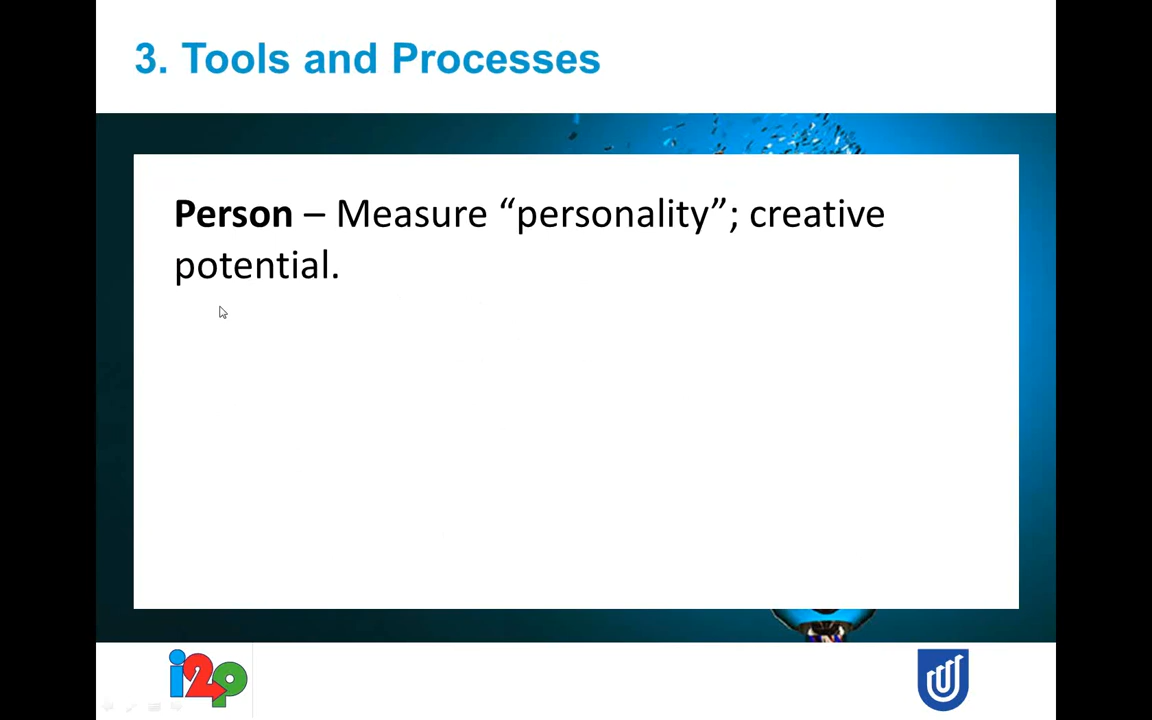 3. Tools and Processes
Person – Measure “personality”; creative
potential.
i2p